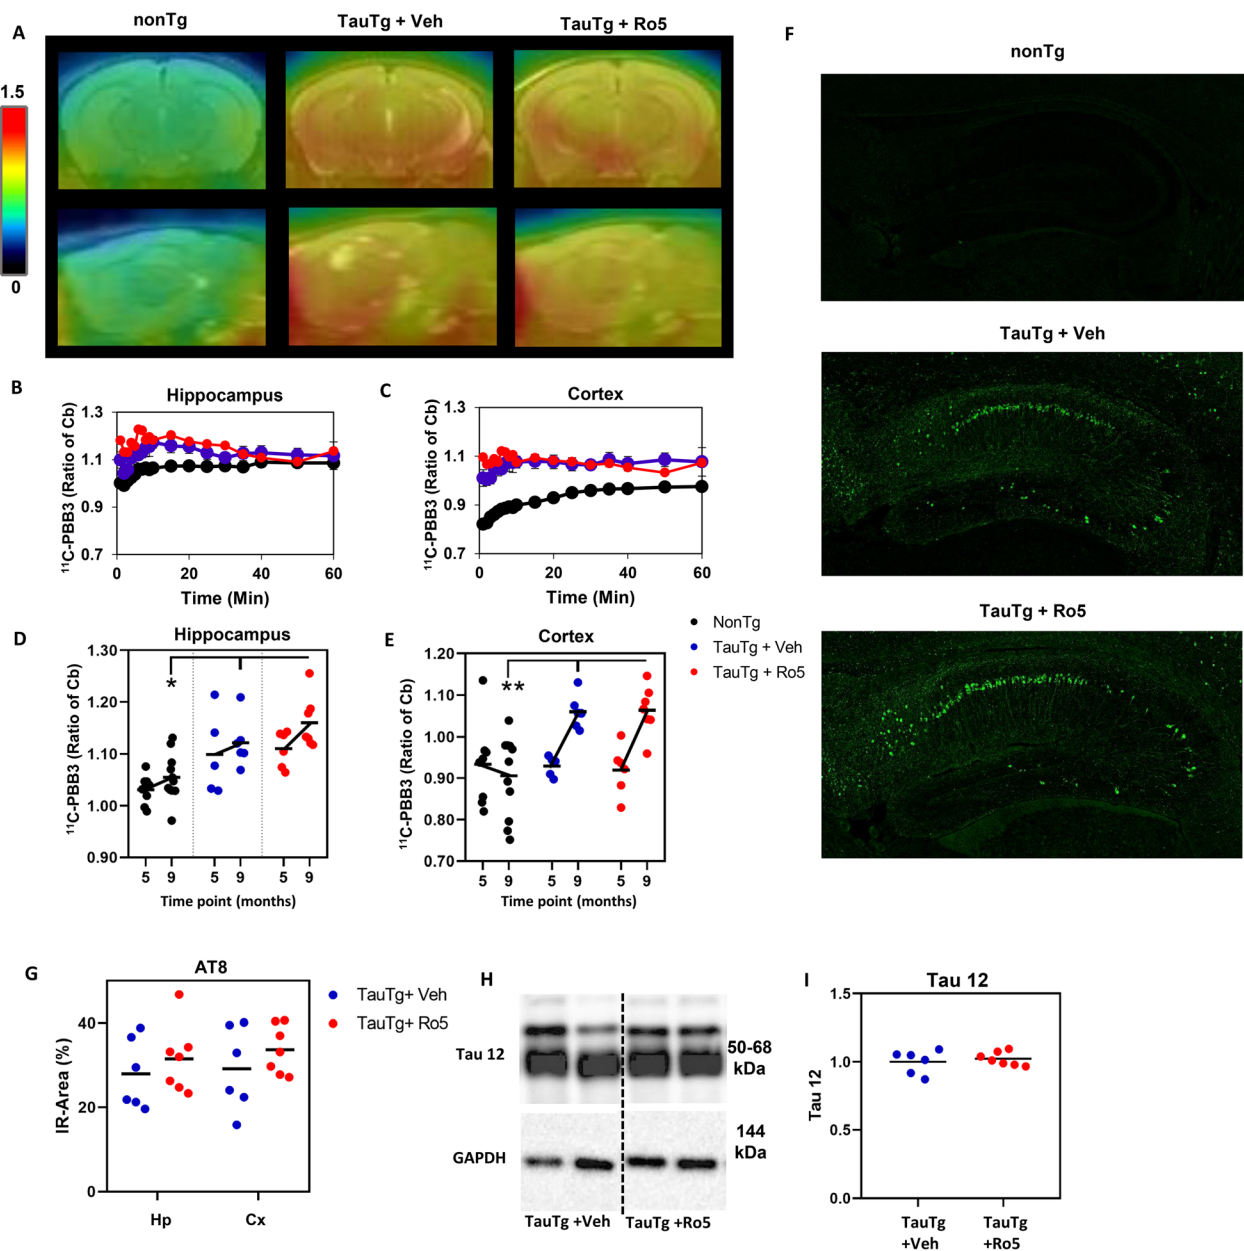 A
nonTg
TauTg + Veh
TauTg + Ro5
1.5
0
B
Hippocampus
¹¹C-PBB3 (Ratio of Cb)
1.3
1.1
0.9
0.7
0
20
40
60
Time (Min)
C
Cortex
¹¹C-PBB3 (Ratio of Cb)
1.3
1.1
0.9
0.7
0
20
40
60
Time (Min)
D
Hippocampus
¹¹C-PBB3 (Ratio of Cb)
1.30
1.20
1.10
1.00
0.90
*
5
9
5
9
5
9
Time point (months)
E
Cortex
¹¹C-PBB3 (Ratio of Cb)
1.20
1.10
1.00
0.90
0.80
0.70
**
5
9
5
9
5
9
Time point (months)
NonTg
TauTg + Veh
TauTg + Ro5
F
nonTg
TauTg + Veh
TauTg + Ro5
G
AT8
IR-Area (%)
40
20
0
Hp
Cx
TauTg+ Veh
TauTg+ Ro5
H
Tau 12
50-68
kDa
GAPDH
144
kDa
TauTg +Veh
TauTg +Ro5
I
Tau 12
Tau 12
1.5
1.0
0.5
0.0
TauTg
+Veh
TauTg
+Ro5